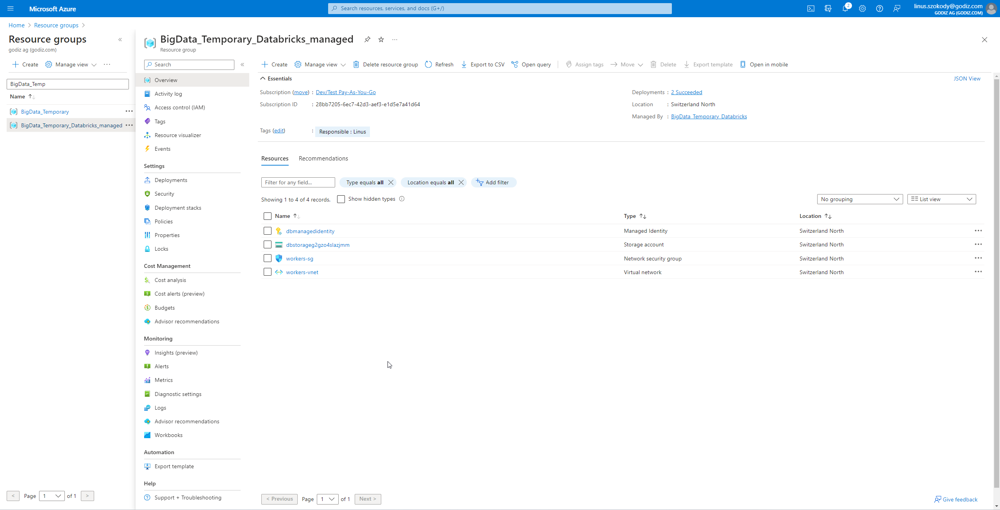 Microsoft Azure
Search resources, services, and docs (G+/)
2
linus.szokody@godiz.com
GODIZ AG (GODIZ.COM)
Home > Resource groups >
Resource groups
godiz ag (godiz.com)
Create
Manage view
BigData_Temp
Name
BigData_Temporary
BigData_Temporary_Databricks_managed
< Page 1 of 1 >
BigData_Temporary_Databricks_managed
Resource group
Search
Overview
Activity log
Access control (IAM)
Tags
Resource visualizer
Events
Settings
Deployments
Security
Deployment stacks
Policies
Properties
Locks
Cost Management
Cost analysis
Cost alerts (preview)
Budgets
Advisor recommendations
Monitoring
Insights (preview)
Alerts
Metrics
Diagnostic settings
Logs
Advisor recommendations
Workbooks
Automation
Export template
Help
Support + Troubleshooting
Create Manage view Delete resource group Refresh Export to CSV Open query Assign tags Move Delete Export template Open in mobile
Essentials
JSON View
Subscription (move) : Dev/Test Pay-As-You-Go
Subscription ID : 28bb7205-6ec7-42d3-aef3-e1d5e7a41d64
Deployments : 2 Succeeded
Location : Switzerland North
Managed By : BigData_Temporary_Databricks
Tags (edit) : Responsible : Linus
Resources Recommendations
Filter for any field... Type equals all Location equals all Add filter
Showing 1 to 4 of 4 records. Show hidden types
No grouping List view
Name Type Location
dbmanagedidentity Managed Identity Switzerland North
dbstorageg2gzo4slazjmm Storage account Switzerland North
workers-sg Network security group Switzerland North
workers-vnet Virtual network Switzerland North
< Previous Page 1 of 1 Next >
Give feedback